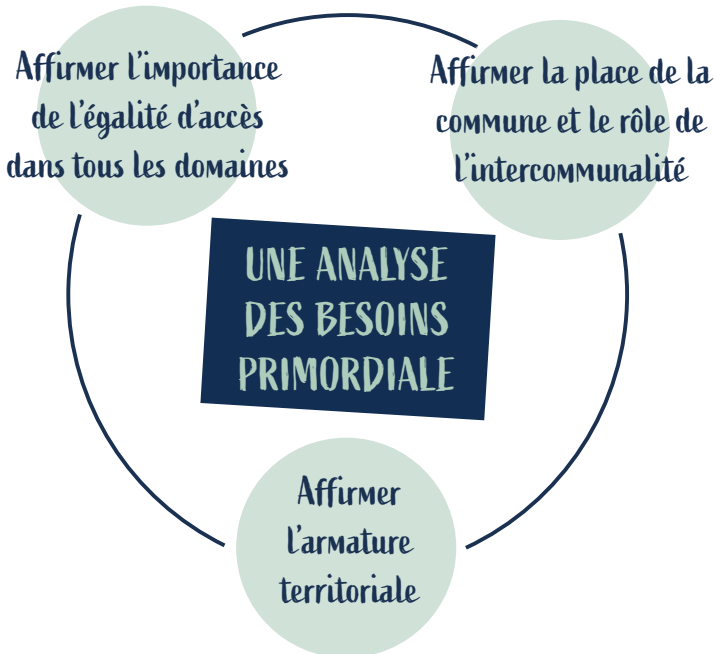 Affirmer l'importance
de l'égalité d'accès
dans tous les domaines
Affirmer la place de la
commune et le rôle de
l'intercommunalité
UNE ANALYSE
DES BESOINS
PRIMORDIALE
Affirmer
l'armature
territoriale